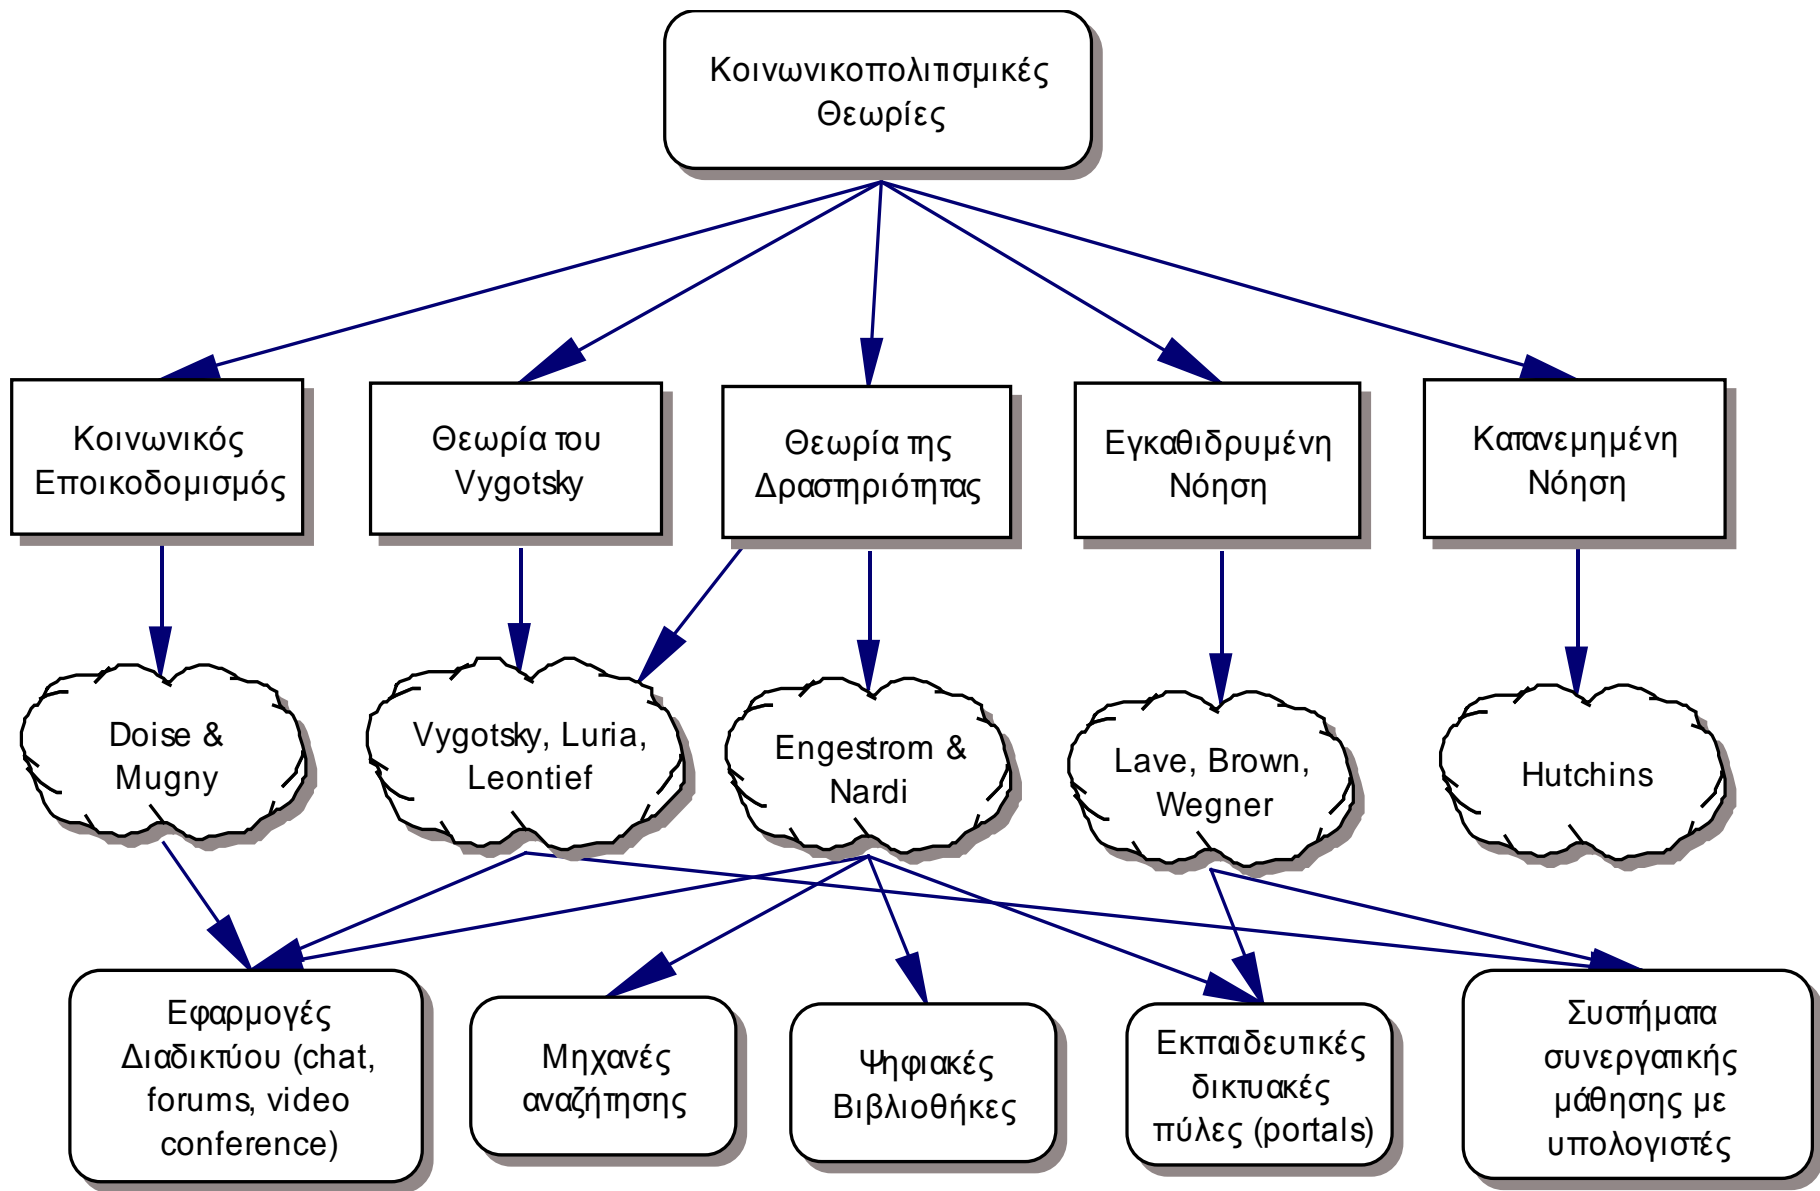 Κοινωνικοπολιτισμικές
Θεωρίες
Κοινωνικός
Εποικοδομισμός
Θεωρία του
Vygotsky
Θεωρία της
Δραστηριότητας
Εγκαθιδρυμένη
Νόηση
Κατανεμημένη
Νόηση
Doise &
Mugny
Vygotsky, Luria,
Leontief
Engestrom &
Nardi
Lave, Brown,
Wegner
Hutchins
Εφαρμογές
Διαδικτύου (chat,
forums, video
conference)
Μηχανές
αναζήτησης
Ψηφιακές
Βιβλιοθήκες
Εκπαιδευτικές
δικτυακές
πύλες (portals)
Συστήματα
συνεργατικής
μάθησης με
υπολογιστές